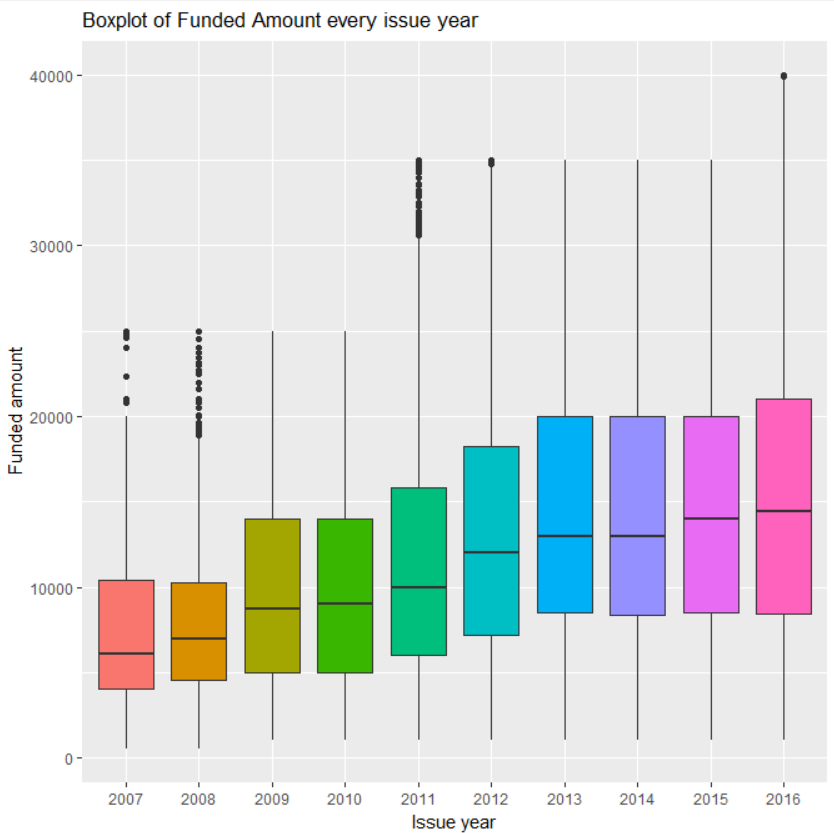 Boxplot of Funded Amount every issue year
Funded amount
40000
30000
20000
10000
0
2007 2008 2009 2010 2011 2012 2013 2014 2015 2016
Issue year